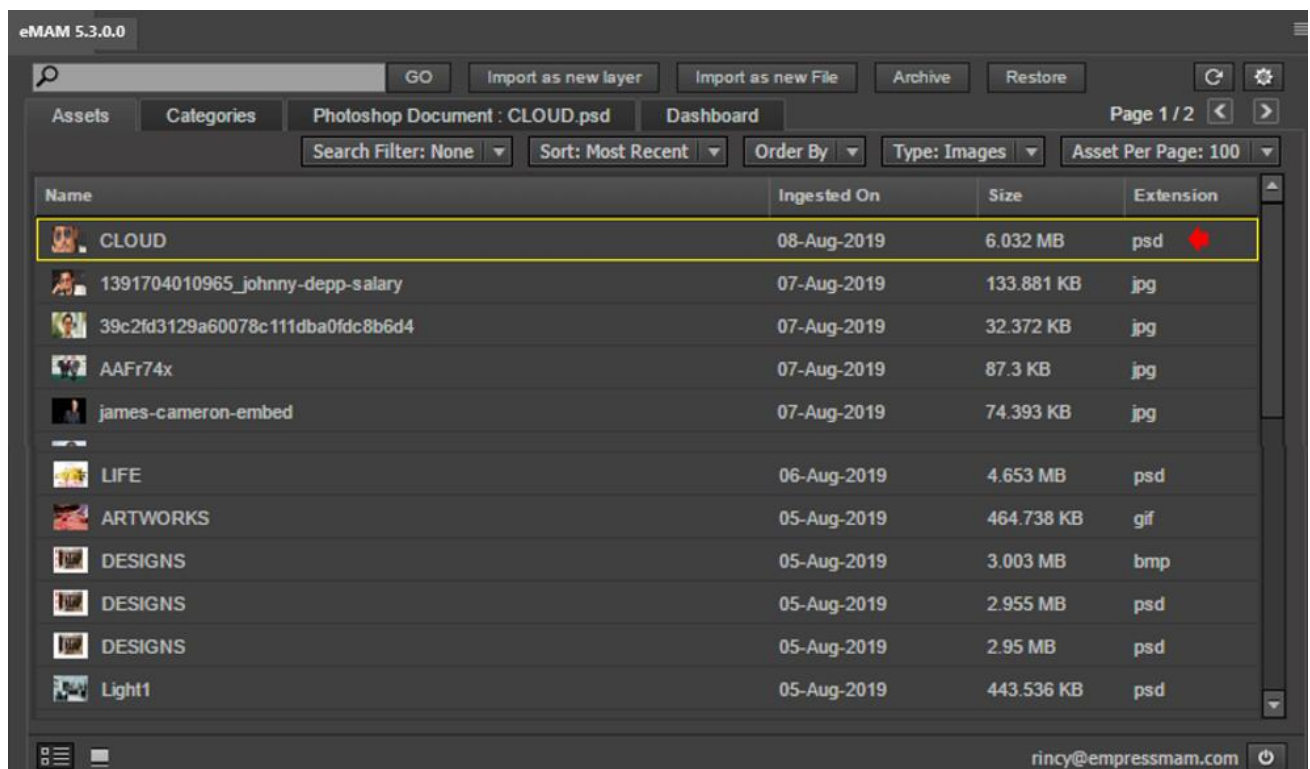 eMAM 5.3.0.0
GO Import as new layer Import as new File Archive Restore
Assets Categories Photoshop Document : CLOUD.psd Dashboard Page 1 / 2
Search Filter: None Sort: Most Recent Order By Type: Images Asset Per Page: 100
Name Ingested On Size Extension
CLOUD 08-Aug-2019 6.032 MB psd
1391704010965_johnny-depp-salary 07-Aug-2019 133.881 KB jpg
39c2fd3129a60078c111dba0fdc8b6d4 07-Aug-2019 32.372 KB jpg
AAFr74x 07-Aug-2019 87.3 KB jpg
james-cameron-embed 07-Aug-2019 74.393 KB jpg
LIFE 06-Aug-2019 4.653 MB psd
ARTWORKS 05-Aug-2019 464.738 KB gif
DESIGNS 05-Aug-2019 3.003 MB bmp
DESIGNS 05-Aug-2019 2.955 MB psd
DESIGNS 05-Aug-2019 2.95 MB psd
Light1 05-Aug-2019 443.536 KB psd
rincy@empressmam.com